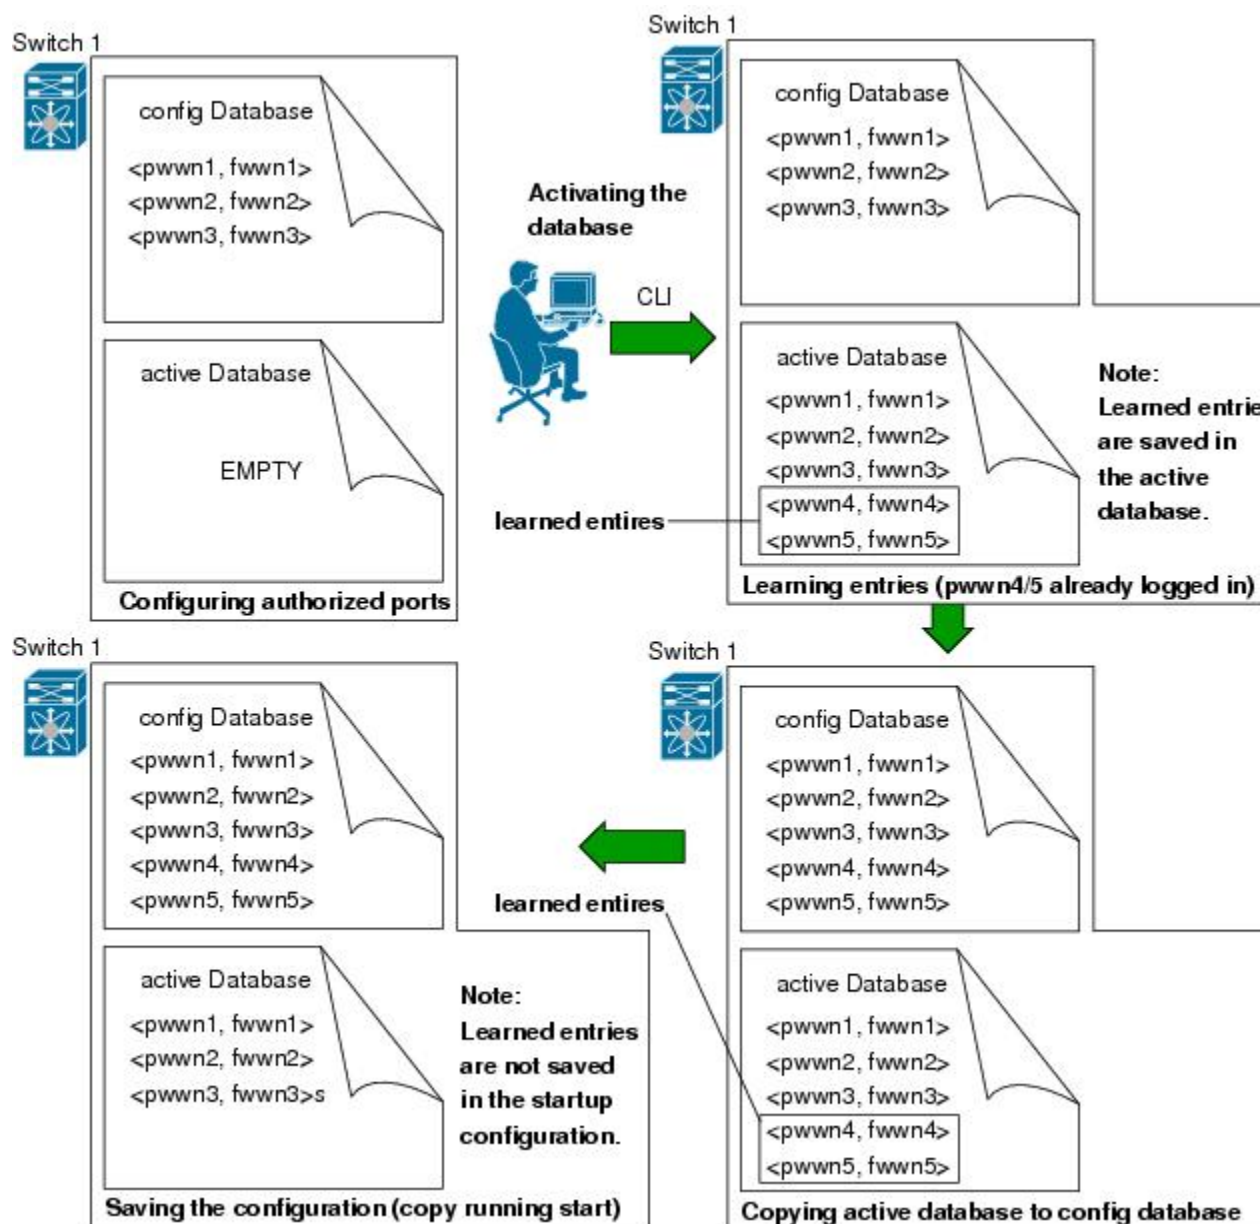 Switch 1
config Database
<pwwn1, fwwn1>
<pwwn2, fwwn2>
<pwwn3, fwwn3>
active Database
EMPTY
Configuring authorized ports
Activating the
database
CLI
Switch 1
config Database
<pwwn1, fwwn1>
<pwwn2, fwwn2>
<pwwn3, fwwn3>
active Database
<pwwn1, fwwn1>
<pwwn2, fwwn2>
<pwwn3, fwwn3>
<pwwn4, fwwn4>
<pwwn5, fwwn5>
learned entires
Note:
Learned entrie
are saved in
the active
database.
Learning entries (pwwn4/5 already logged in)
Switch 1
config Database
<pwwn1, fwwn1>
<pwwn2, fwwn2>
<pwwn3, fwwn3>
<pwwn4, fwwn4>
<pwwn5, fwwn5>
active Database
<pwwn1, fwwn1>
<pwwn2, fwwn2>
<pwwn3, fwwn3>s
Note:
Learned entries
are not saved
in the startup
configuration.
Saving the configuration (copy running start)
learned entires
Switch 1
config Database
<pwwn1, fwwn1>
<pwwn2, fwwn2>
<pwwn3, fwwn3>
<pwwn4, fwwn4>
<pwwn5, fwwn5>
active Database
<pwwn1, fwwn1>
<pwwn2, fwwn2>
<pwwn3, fwwn3>
<pwwn4, fwwn4>
<pwwn5, fwwn5>
Copying active database to config database